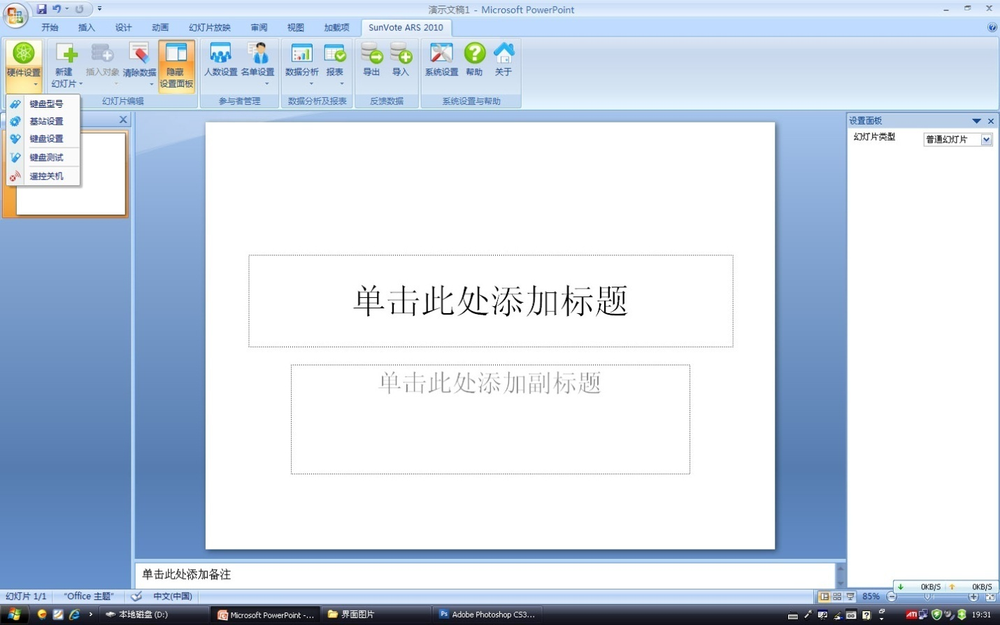 演示文稿1 - Microsoft PowerPoint
开始 插入 设计 动画 幻灯片放映 审阅 视图 加载项 SunVote ARS 2010
硬件设置 新建 幻灯片 插入对象 清除数据 隐藏 设置面板 人数设置 名单设置 数据分析 报表 导出 导入 系统设置 帮助 关于
幻灯片编辑 参与者管理 数据分析及报表 反馈数据 系统设置与帮助
键盘型号
基站设置
键盘设置
键盘测试
遥控关机
设置面板
幻灯片类型 普通幻灯片
单击此处添加标题
单击此处添加副标题
单击此处添加备注
0KB/S 0KB/S
幻灯片 1/1 "Office 主题" 中文(中国) 85%
本地磁盘 (D:) Microsoft PowerPoint -... 界面图片 Ps Adobe Photoshop CS3... ATI 19:31